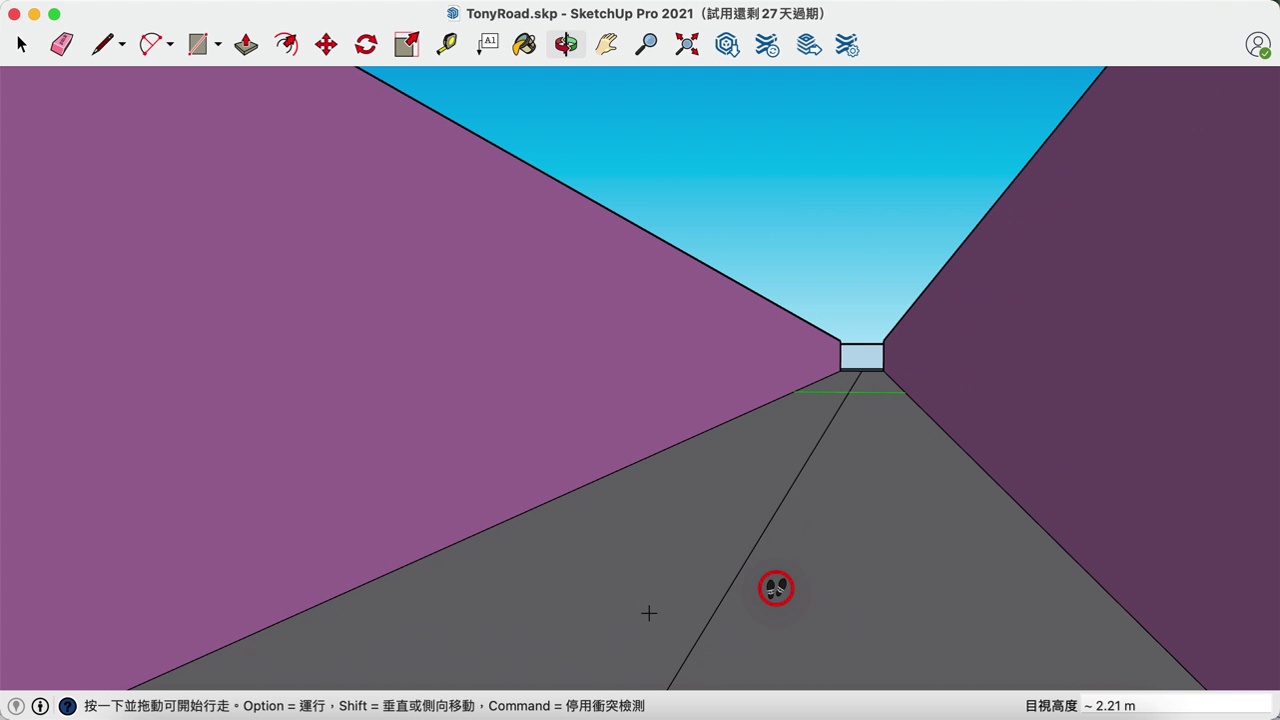 TonyRoad.skp - SketchUp Pro 2021（試用還剩 27 天過期）
A1
按一下並拖動可開始行走。Option = 運行，Shift = 垂直或側向移動，Command = 停用衝突檢測
目視高度 ~ 2.21 m